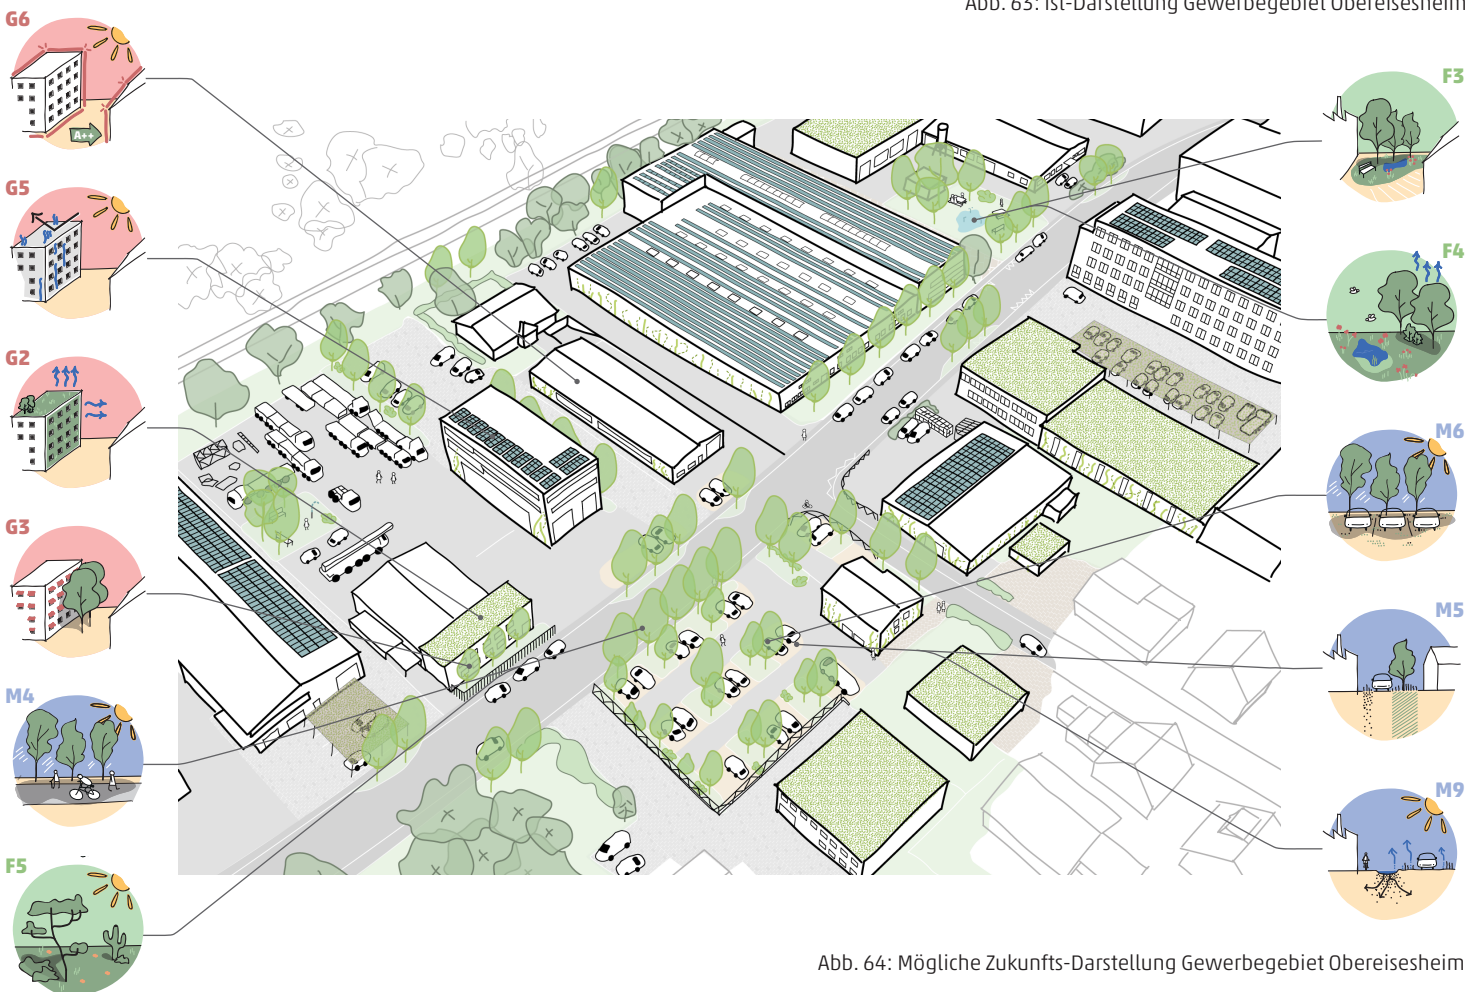 Abb. 63: Ist-Darstellung Gewerbegebiet Obereisesheim
G6
A++
G5
G2
G3
M4
F5
F3
F4
M6
M5
M9
Abb. 64: Mögliche Zukunfts-Darstellung Gewerbegebiet Obereisesheim